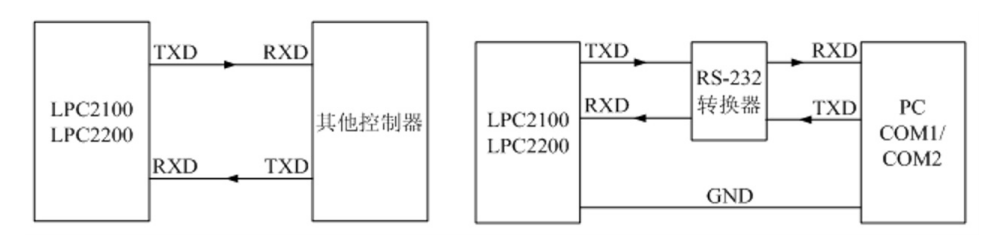 TXD
RXD
LPC2100
LPC2200
其他控制器
RXD
TXD
TXD
RXD
RS-232
转换器
RXD
TXD
LPC2100
LPC2200
PC
COM1/
COM2
GND